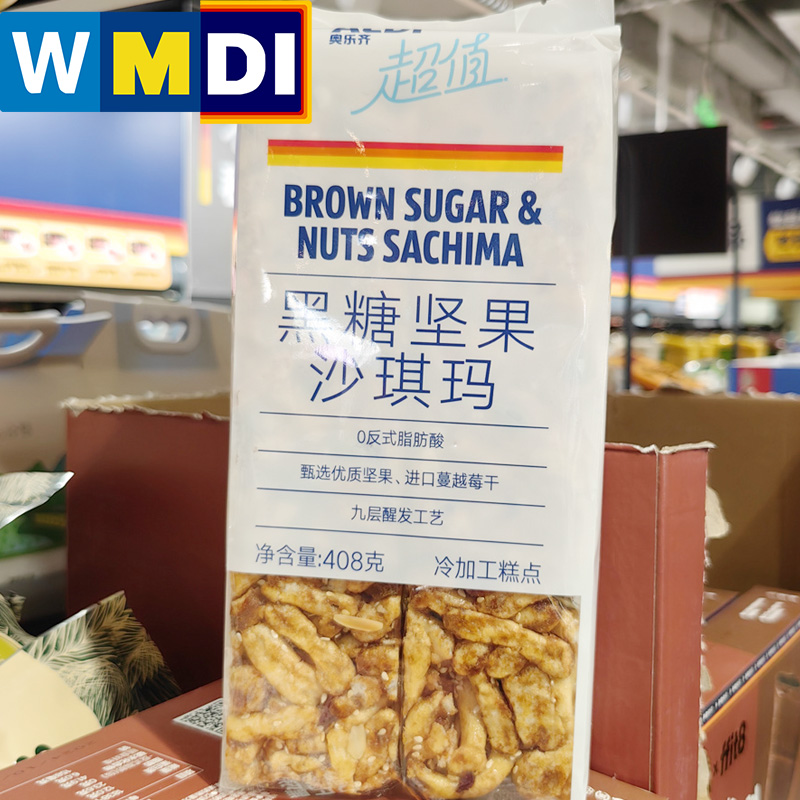 WMDI
奥乐齐
超值
BROWN SUGAR &
NUTS SACHIMA
黑糖坚果
沙琪玛
0反式脂肪酸
甄选优质坚果、进口蔓越莓干
九层醒发工艺
净含量:408克 冷加工糕点